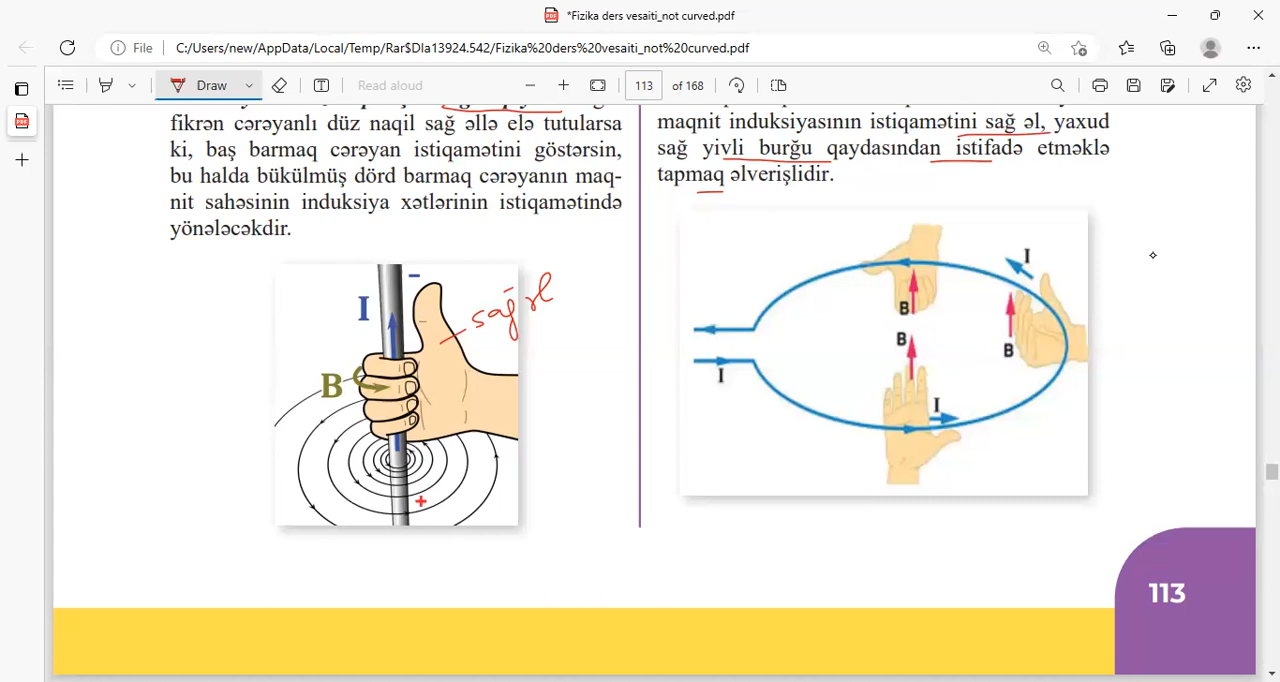 *Fizika ders vesaiti_not curved.pdf
File
C:/Users/new/AppData/Local/Temp/Rar$DIa13924.542/Fizika%20ders%20vesaiti_not%20curved.pdf
Draw
Read aloud
113 of 168
fikrən cərəyanlı düz naqil sağ əllə elə tutularsa
ki, baş barmaq cərəyan istiqamətini göstərsin,
bu halda bükülmüş dörd barmaq cərəyanın maq-
nit sahəsinin induksiya xətlərinin istiqamətində
yönələcəkdir.
−
I
sağ əl
B
+
maqnit induksiyasının istiqamətini sağ əl, yaxud
sağ yivli burğu qaydasından istifadə etməklə
tapmaq əlverişlidir.
I
B
B
B
I
I
113